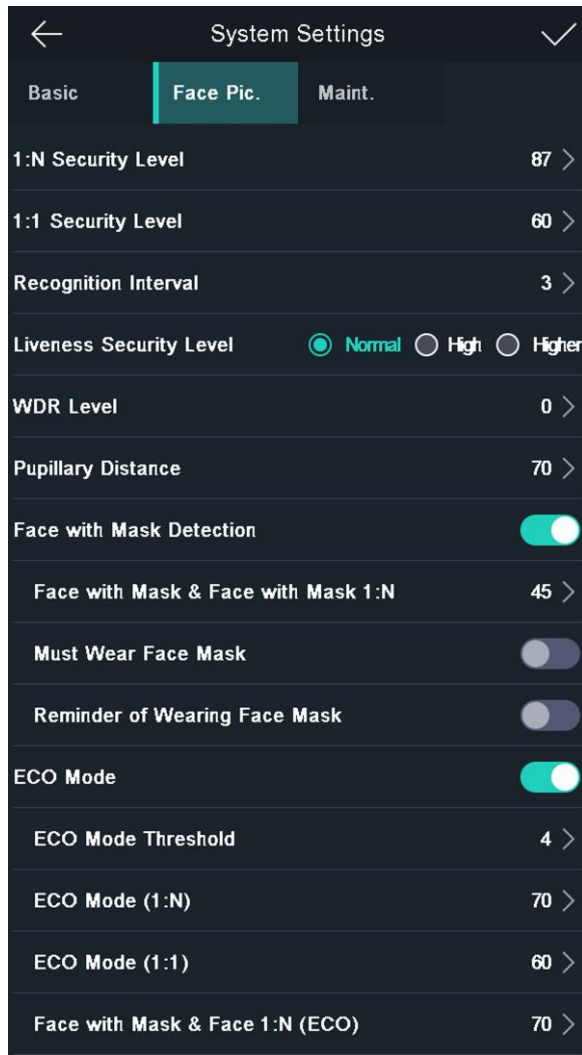 System Settings
Basic Face Pic. Maint.
1:N Security Level 87
1:1 Security Level 60
Recognition Interval 3
Liveness Security Level Normal High Higher
WDR Level 0
Pupillary Distance 70
Face with Mask Detection
Face with Mask & Face with Mask 1:N 45
Must Wear Face Mask
Reminder of Wearing Face Mask
ECO Mode
ECO Mode Threshold 4
ECO Mode (1:N) 70
ECO Mode (1:1) 60
Face with Mask & Face 1:N (ECO) 70